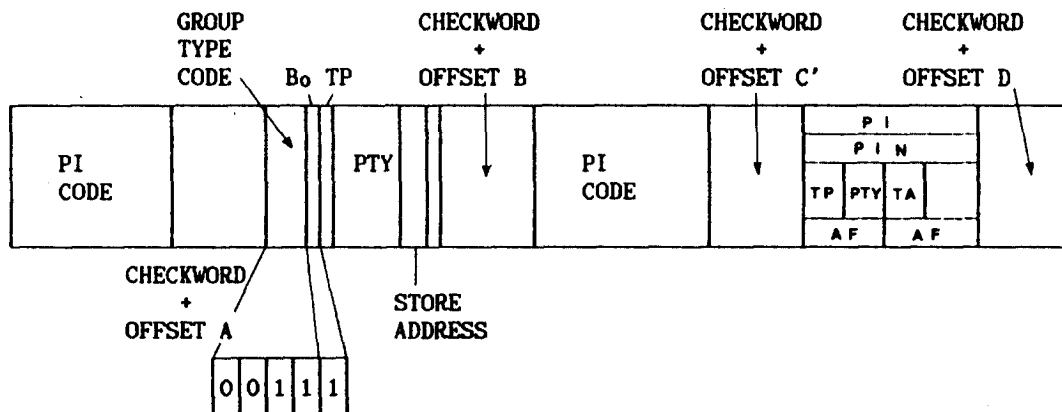 GROUP
TYPE
CODE
B₀ TP
CHECKWORD
+
OFFSET B
CHECKWORD
+
OFFSET C'
CHECKWORD
+
OFFSET D
PI
CODE
PTY
PI
CODE
P I
P I N
TP PTY TA
A F A F
CHECKWORD
+
OFFSET A
STORE
ADDRESS
0 0 1 1 1